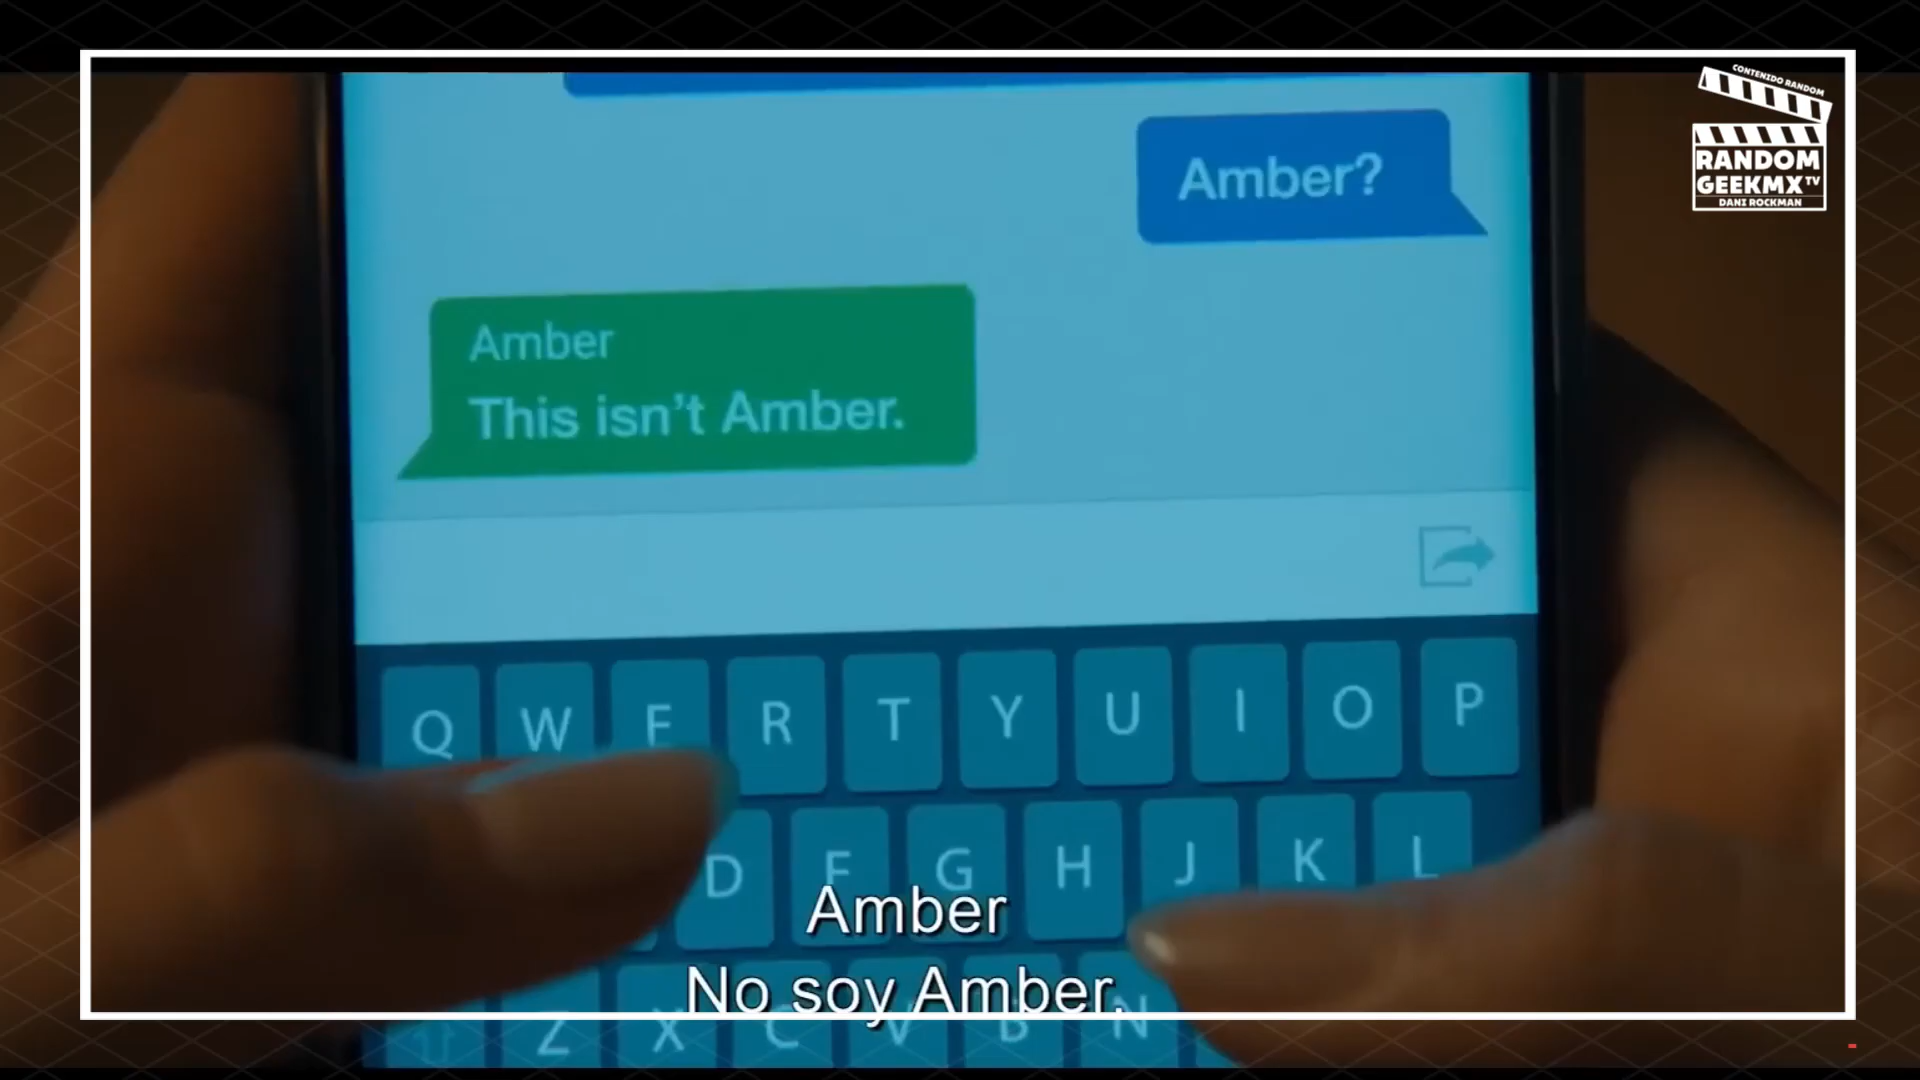 CONTENIDO RANDOM
RANDOM
GEEKMX TV
DANI ROCKMAN
Amber?
Amber
This isn't Amber.
Q W E R T Y U I O P
D F G H J K L
Z X C V B N
Amber
No soy Amber.